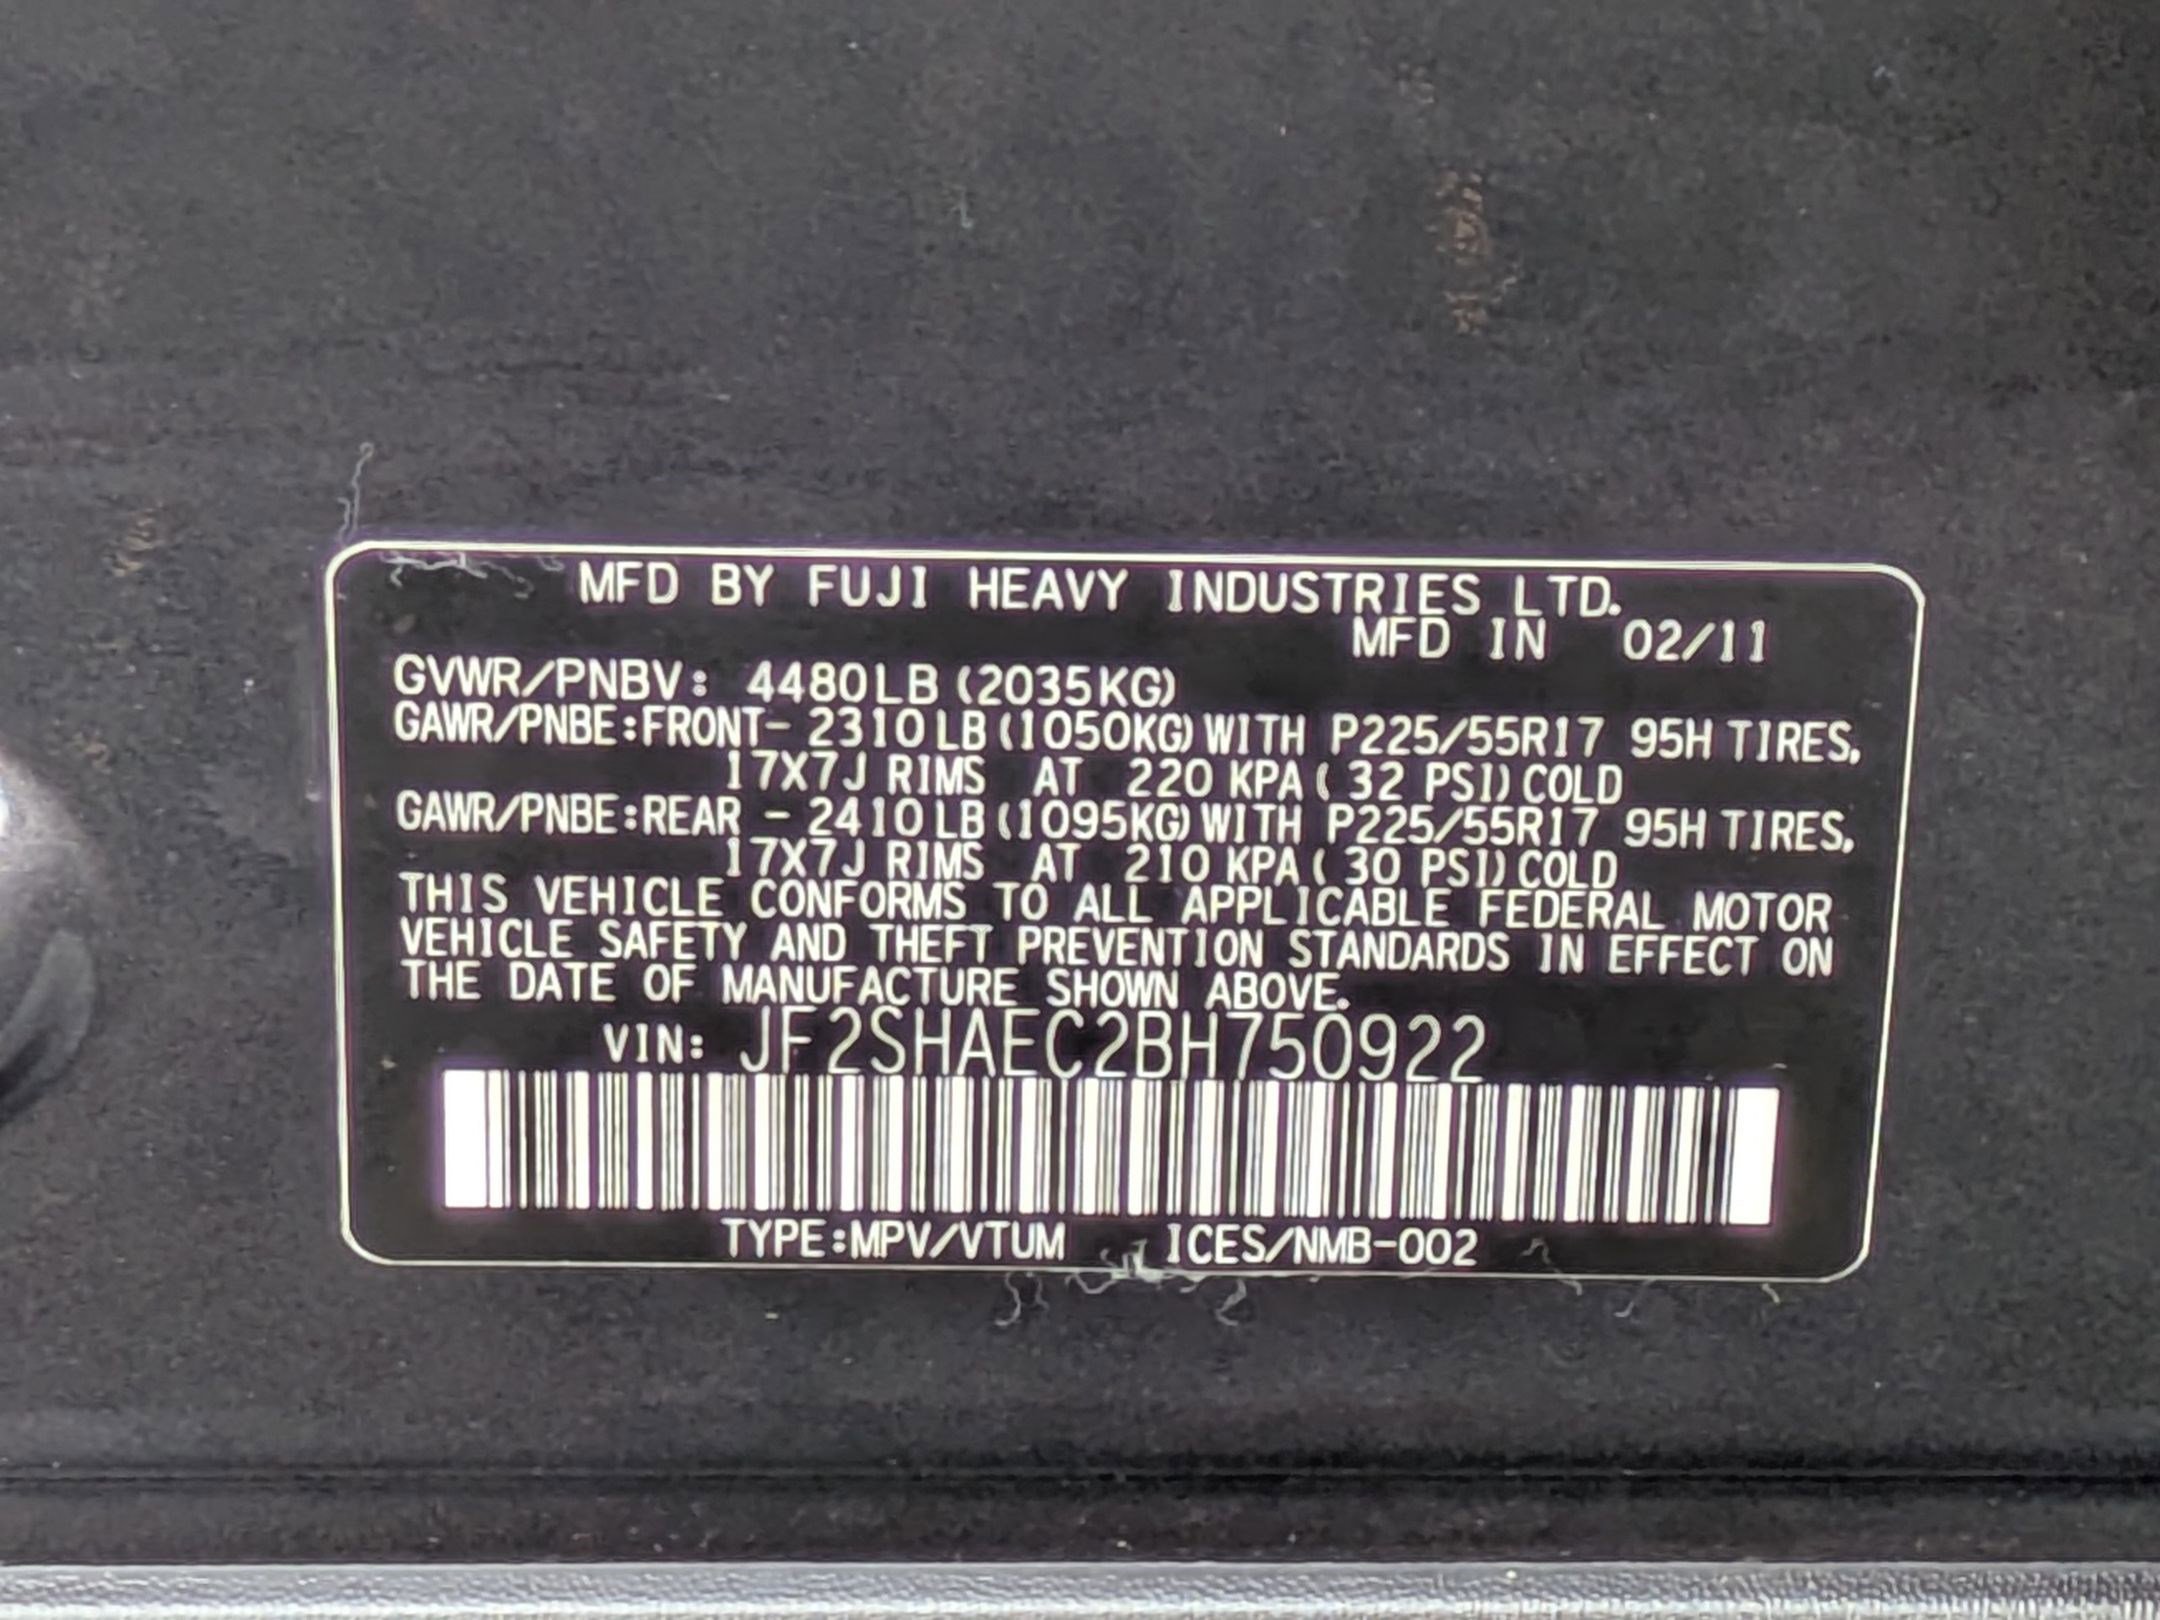 MFD BY FUJI HEAVY INDUSTRIES LTD.
MFD IN 02/11
GVWR/PNBV: 4480LB (2035KG)
GAWR/PNBE:FRONT- 2310LB (1050KG) WITH P225/55R17 95H TIRES,
17X7J RIMS AT 220 KPA ( 32 PSI) COLD
GAWR/PNBE:REAR - 2410LB (1095KG) WITH P225/55R17 95H TIRES,
17X7J RIMS AT 210 KPA ( 30 PSI) COLD
THIS VEHICLE CONFORMS TO ALL APPLICABLE FEDERAL MOTOR
VEHICLE SAFETY AND THEFT PREVENTION STANDARDS IN EFFECT ON
THE DATE OF MANUFACTURE SHOWN ABOVE.
VIN: JF2SHAEC2BH750922
TYPE:MPV/VTUM ICES/NMB-002